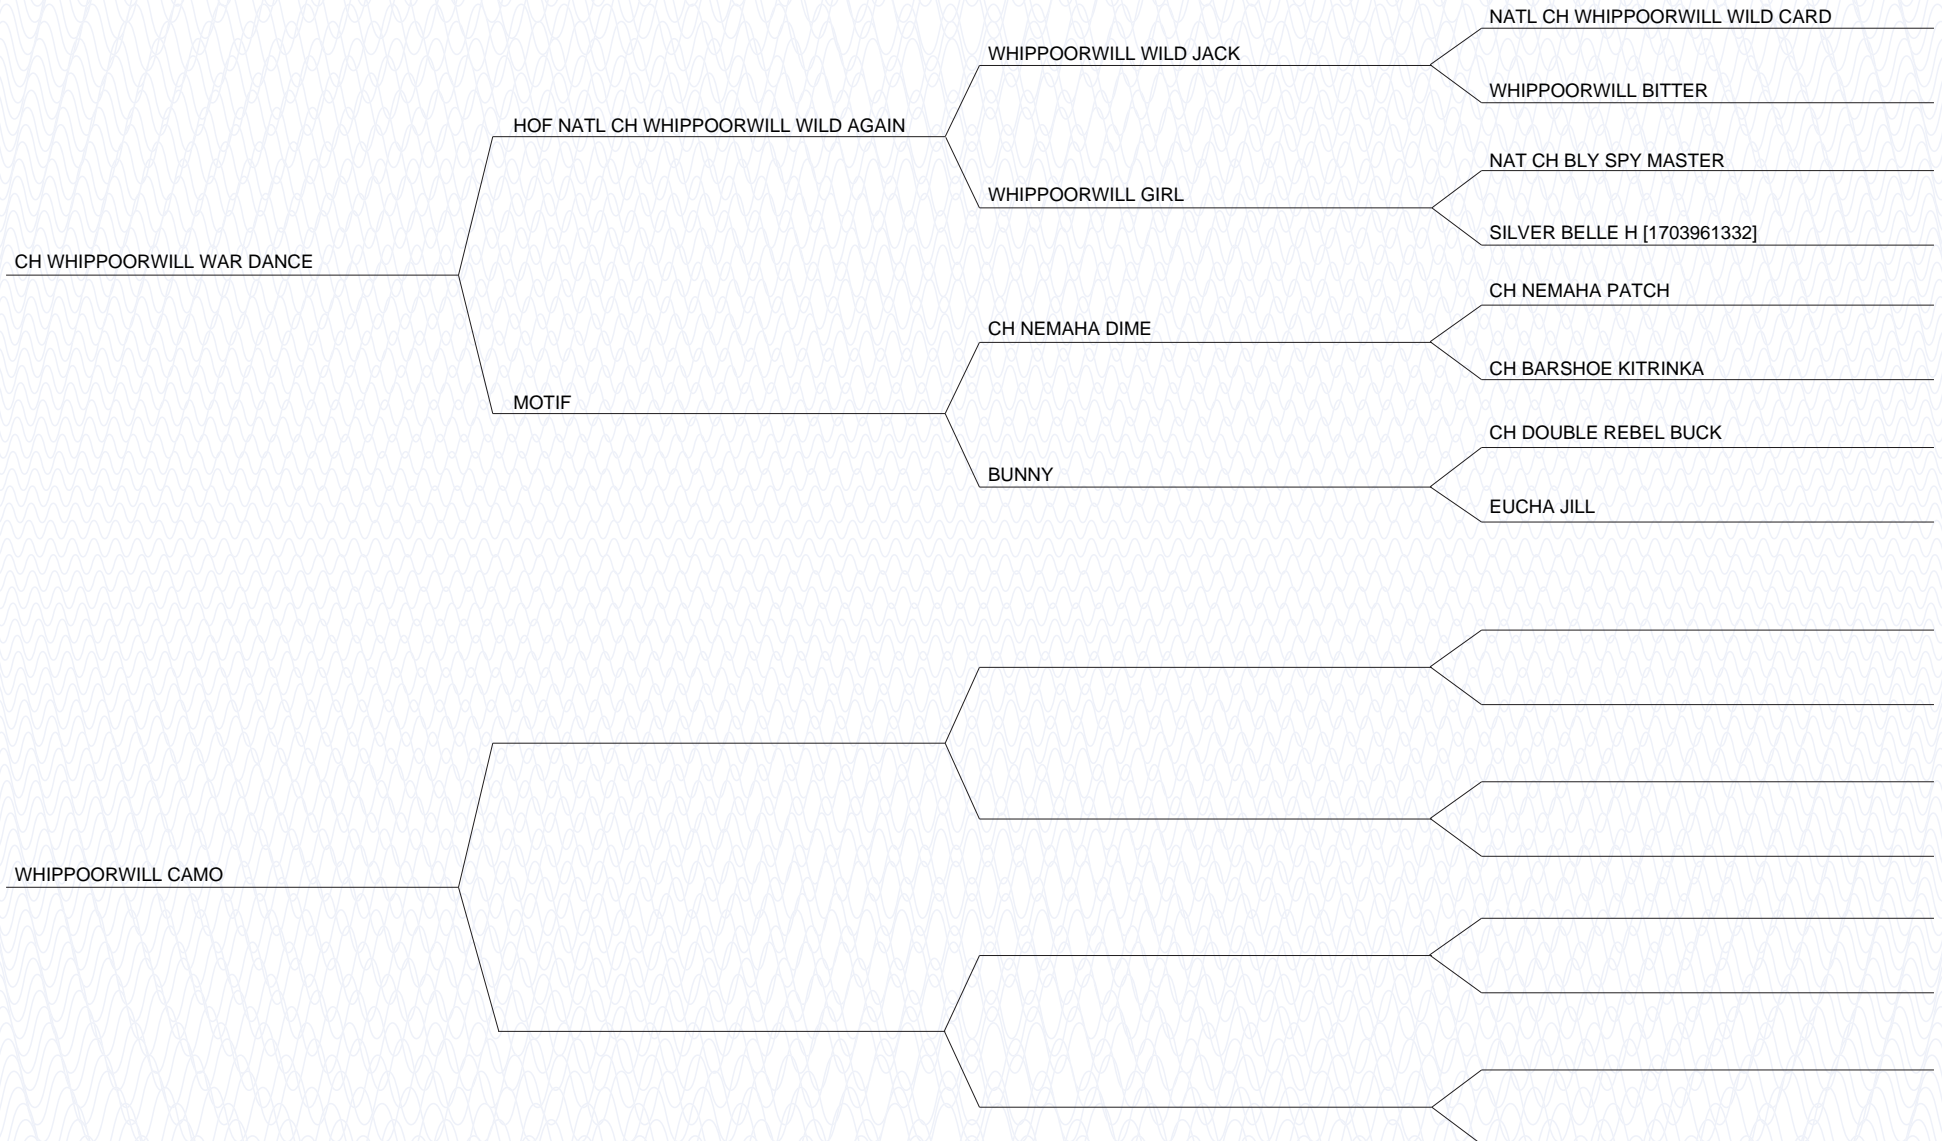 NATL CH WHIPPOORWILL WILD CARD
WHIPPOORWILL WILD JACK
WHIPPOORWILL BITTER
HOF NATL CH WHIPPOORWILL WILD AGAIN
NAT CH BLY SPY MASTER
WHIPPOORWILL GIRL
SILVER BELLE H [1703961332]
CH WHIPPOORWILL WAR DANCE
CH NEMAHA PATCH
CH NEMAHA DIME
CH BARSHOE KITRINKA
MOTIF
CH DOUBLE REBEL BUCK
BUNNY
EUCHA JILL
WHIPPOORWILL CAMO